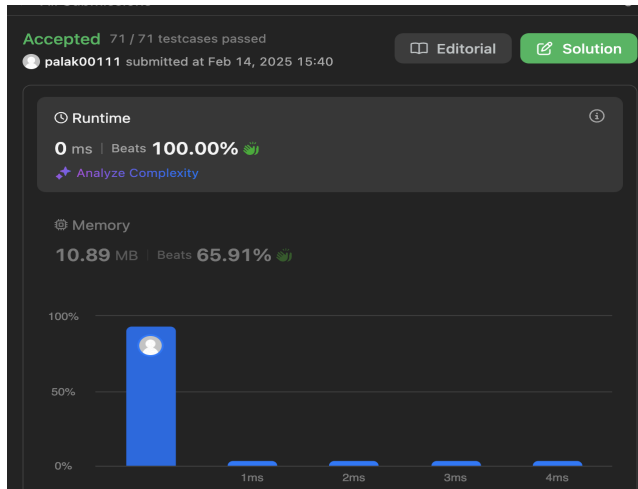 Accepted 71 / 71 testcases passed
Editorial
Solution
palak00111 submitted at Feb 14, 2025 15:40
Runtime
0 ms | Beats 100.00%
Analyze Complexity
Memory
10.89 MB | Beats 65.91%
100%
50%
0%
1ms 2ms 3ms 4ms